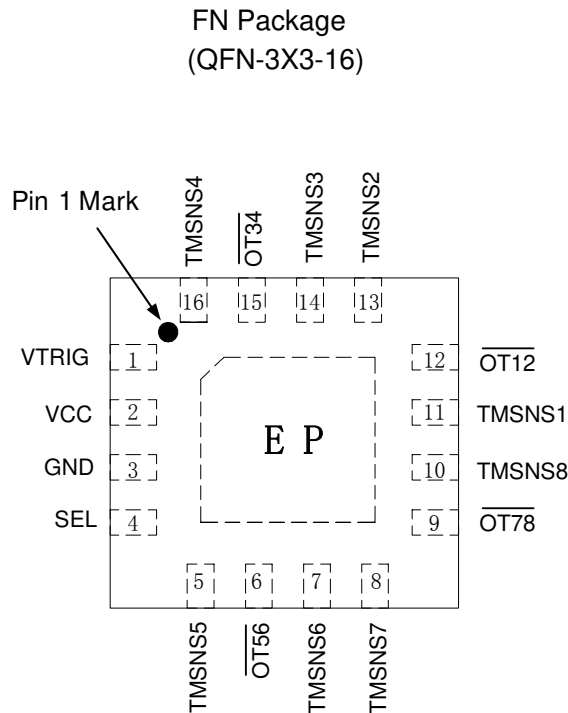 FN Package
(QFN-3X3-16)
Pin 1 Mark
TMSNS4
OT34
TMSNS3
TMSNS2
16
15
14
13
VTRIG
1
12
OT12
VCC
2
11
TMSNS1
GND
3
10
TMSNS8
SEL
4
9
OT78
EP
5
6
7
8
TMSNS5
OT56
TMSNS6
TMSNS7